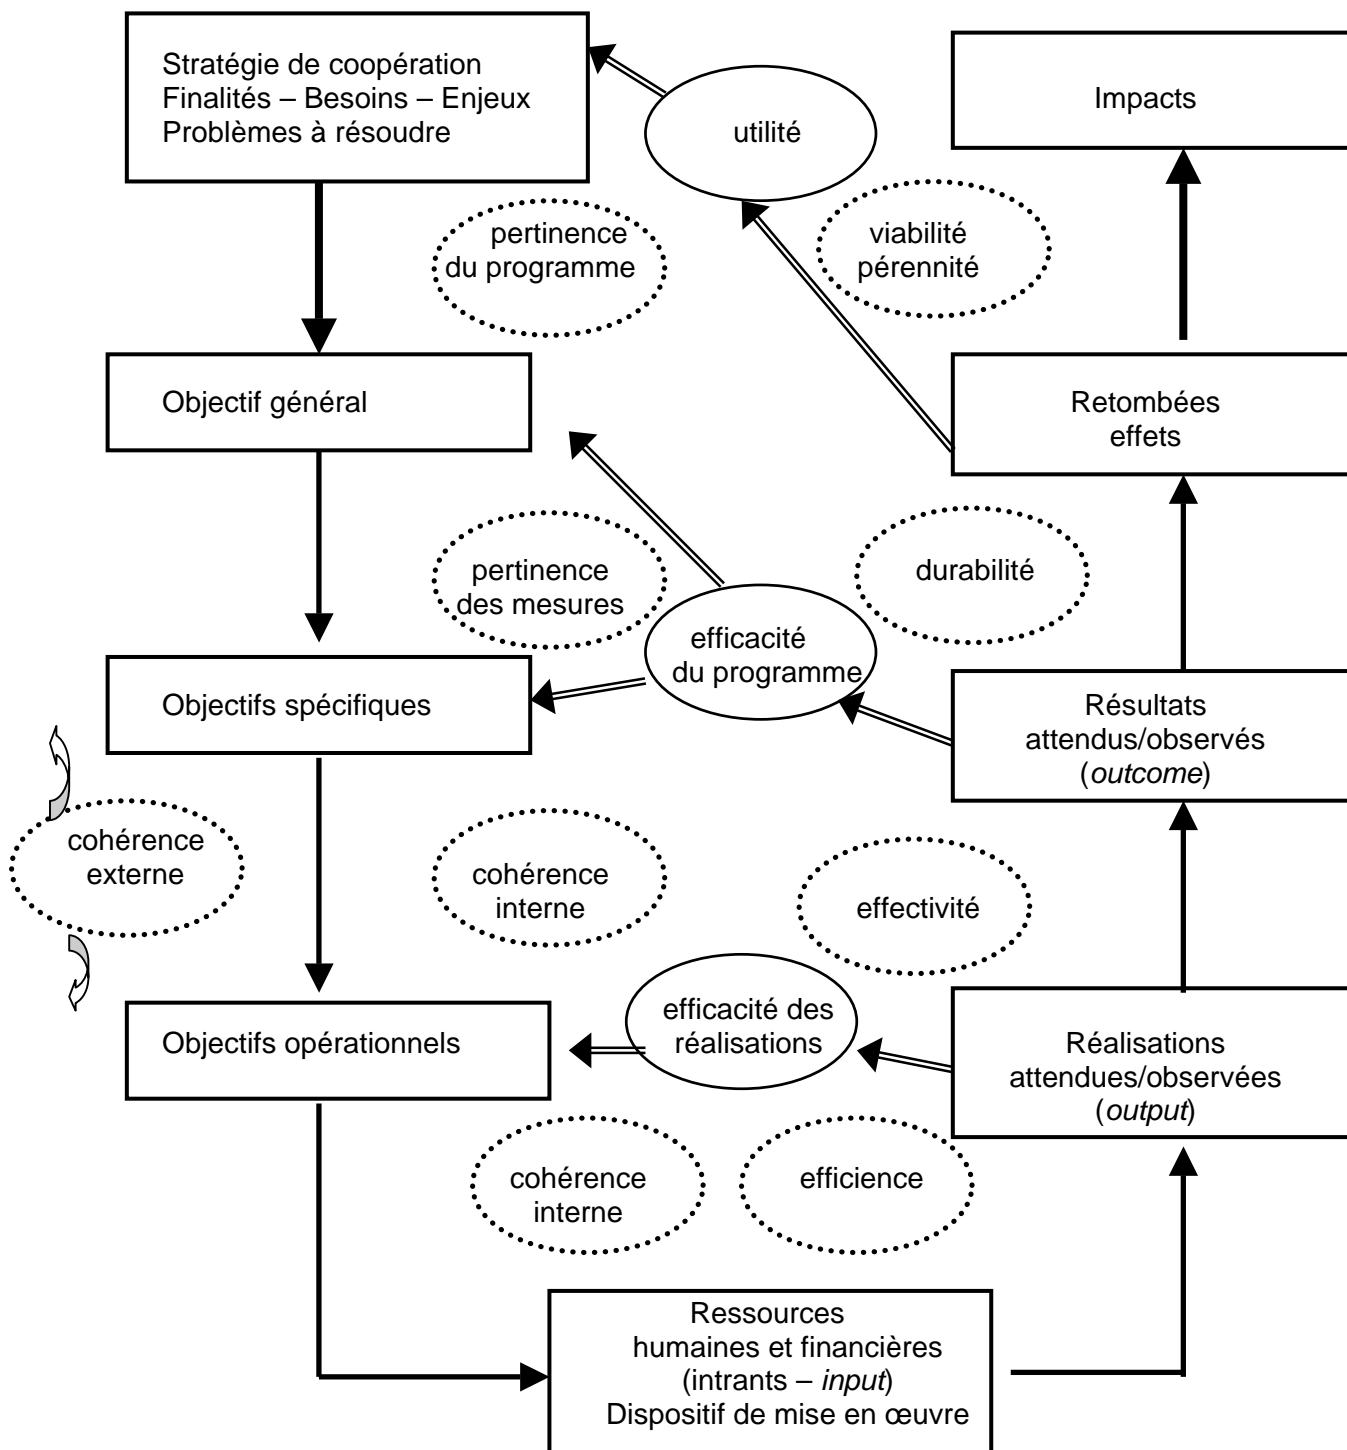 Stratégie de coopération
Finalités – Besoins – Enjeux
Problèmes à résoudre
utilité
Impacts
pertinence
du programme
viabilité
pérennité
Objectif général
Retombées
effets
pertinence
des mesures
durabilité
efficacité
du programme
Objectifs spécifiques
Résultats
attendus/observés
(outcome)
cohérence
externe
cohérence
interne
effectivité
Objectifs opérationnels
efficacité des
réalisations
Réalisations
attendues/observées
(output)
cohérence
interne
efficience
Ressources
humaines et financières
(intrants – input)
Dispositif de mise en œuvre